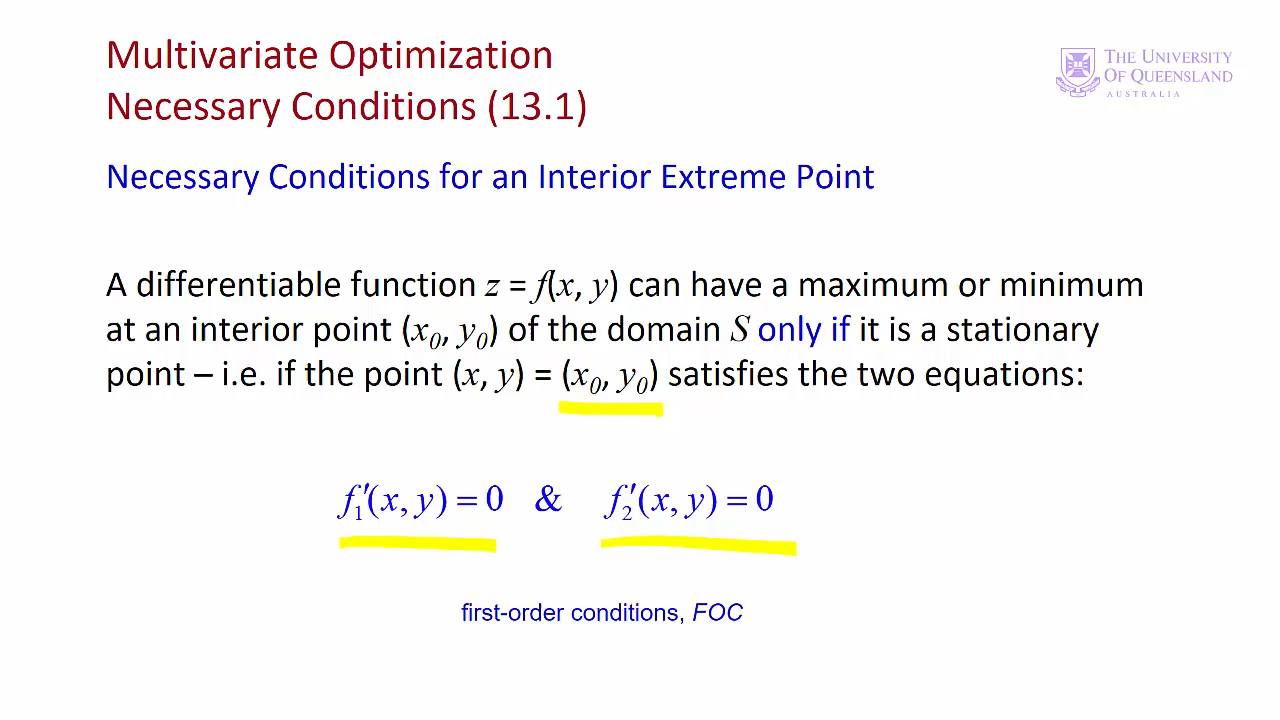 Multivariate Optimization
THE UNIVERSITY
OF QUEENSLAND
AUSTRALIA
Necessary Conditions (13.1)
Necessary Conditions for an Interior Extreme Point
A differentiable function z = f(x, y) can have a maximum or minimum
at an interior point (x₀, y₀) of the domain S only if it is a stationary
point – i.e. if the point (x, y) = (x₀, y₀) satisfies the two equations:
f₁′(x, y) = 0 & f₂′(x, y) = 0
first-order conditions, FOC